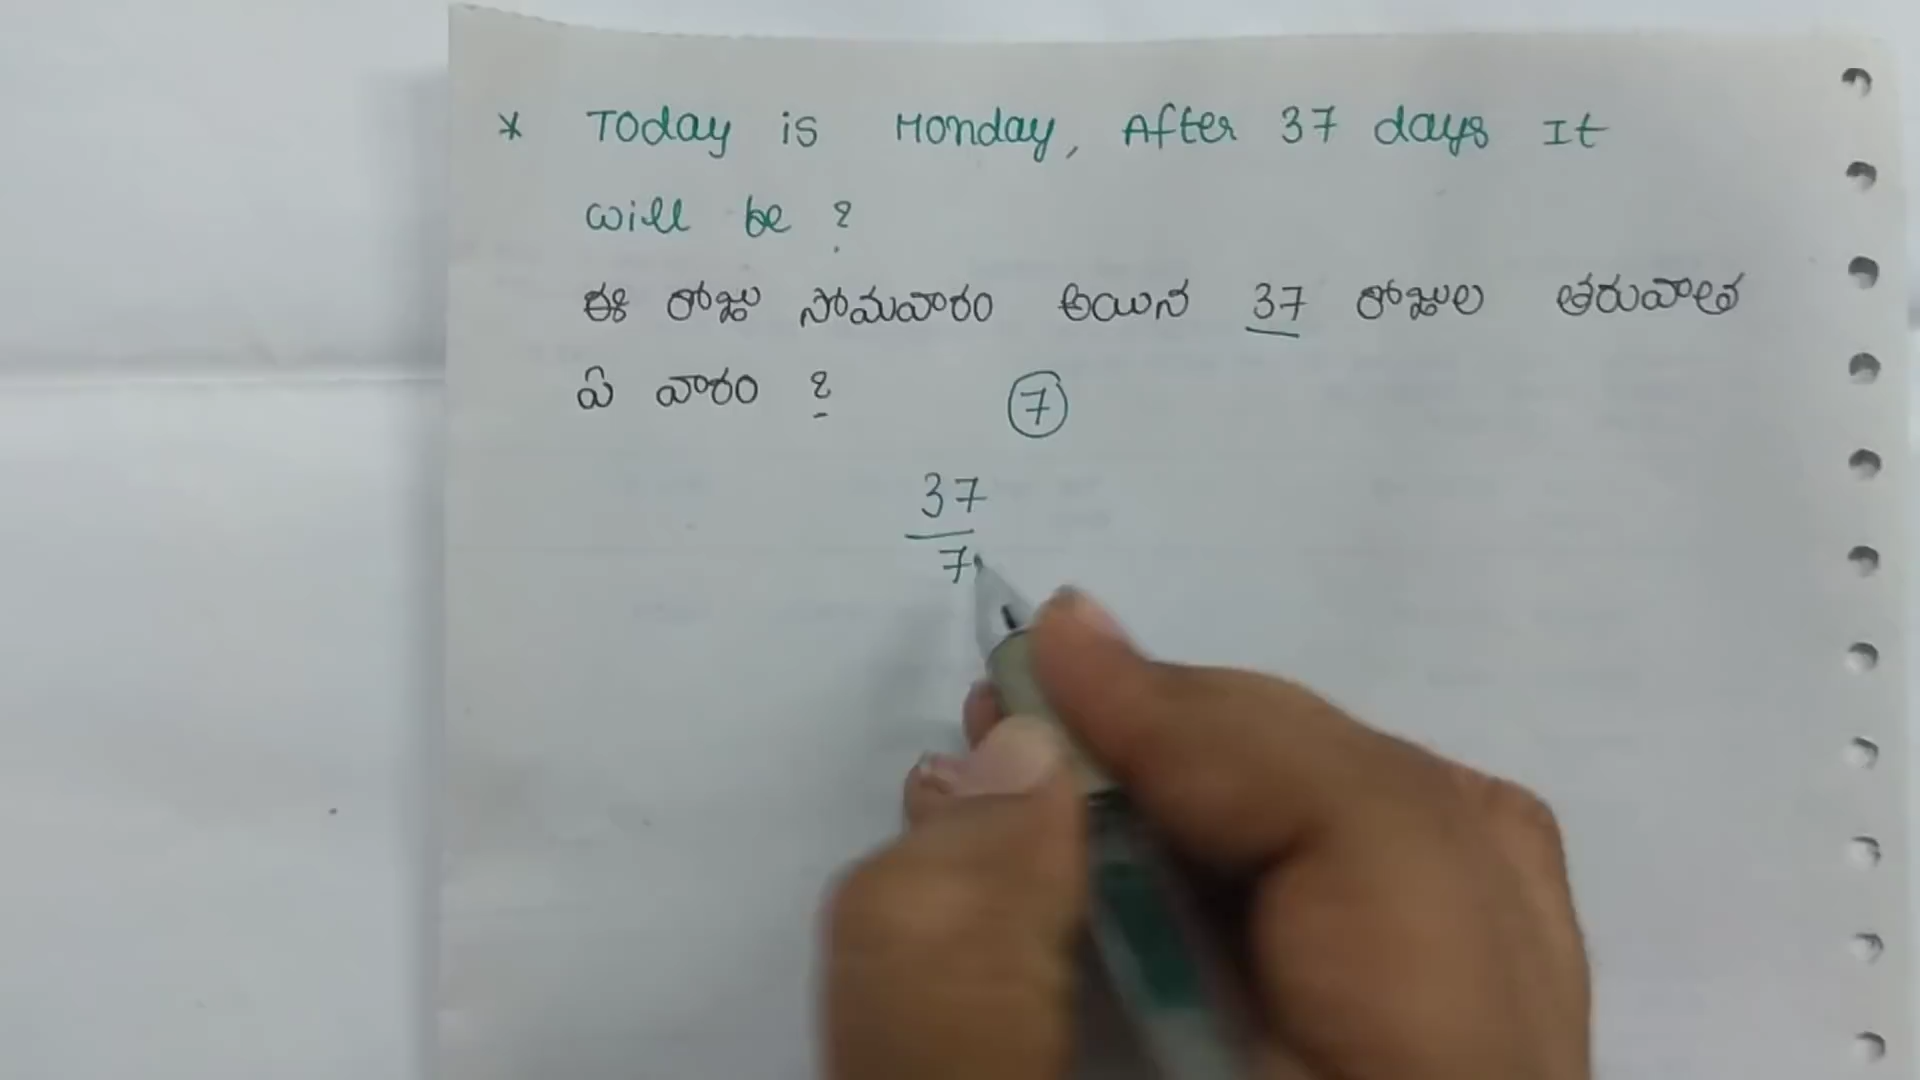 * Today is Monday, After 37 days It
will be ?
ఈ రోజు సోమవారం అయిన 37 రోజుల తరువాత
ఏ వారం ?
7
37
7